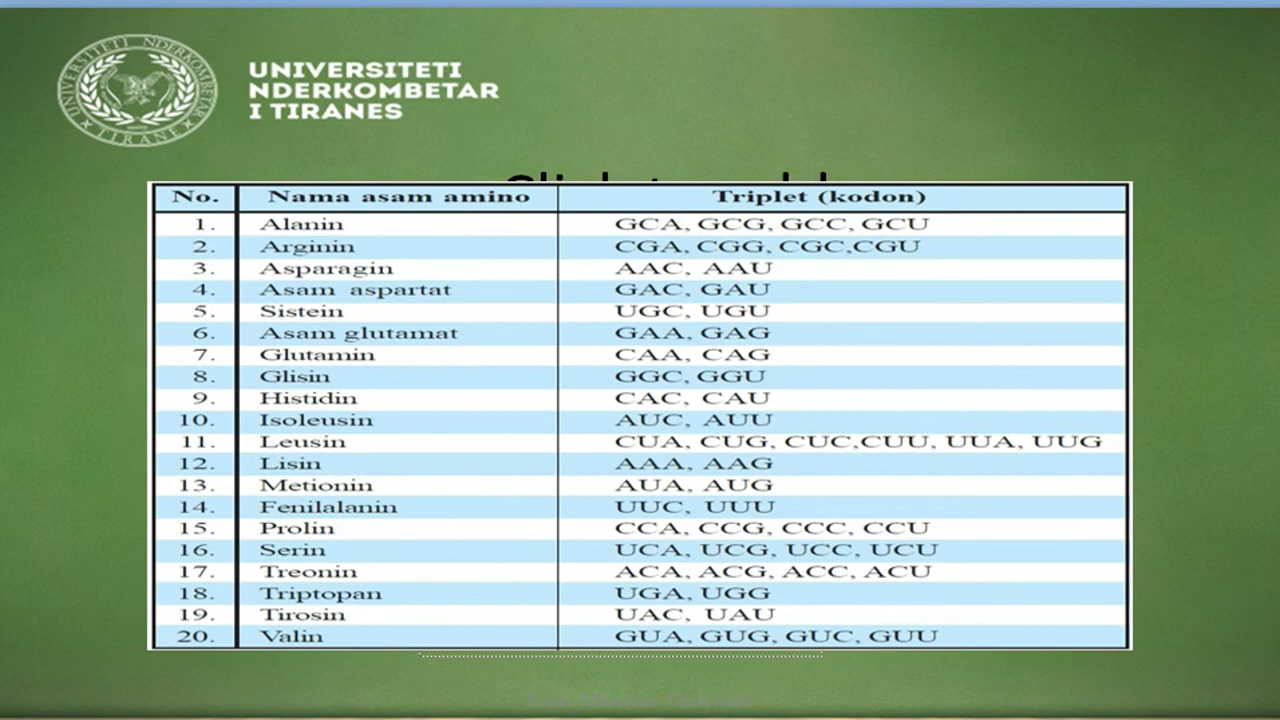 UNIVERSITETI
NDERKOMBETAR
I TIRANES
UNIVERSITETI NDERKOMBETAR
TIRANE
No. Nama asam amino Triplet (kodon)
1. Alanin GCA, GCG, GCC, GCU
2. Arginin CGA, CGG, CGC,CGU
3. Asparagin AAC, AAU
4. Asam aspartat GAC, GAU
5. Sistein UGC, UGU
6. Asam glutamat GAA, GAG
7. Glutamin CAA, CAG
8. Glisin GGC, GGU
9. Histidin CAC, CAU
10. Isoleusin AUC, AUU
11. Leusin CUA, CUG, CUC,CUU, UUA, UUG
12. Lisin AAA, AAG
13. Metionin AUA, AUG
14. Fenilalanin UUC, UUU
15. Prolin CCA, CCG, CCC, CCU
16. Serin UCA, UCG, UCC, UCU
17. Treonin ACA, ACG, ACC, ACU
18. Triptopan UGA, UGG
19. Tirosin UAC, UAU
20. Valin GUA, GUG, GUC, GUU